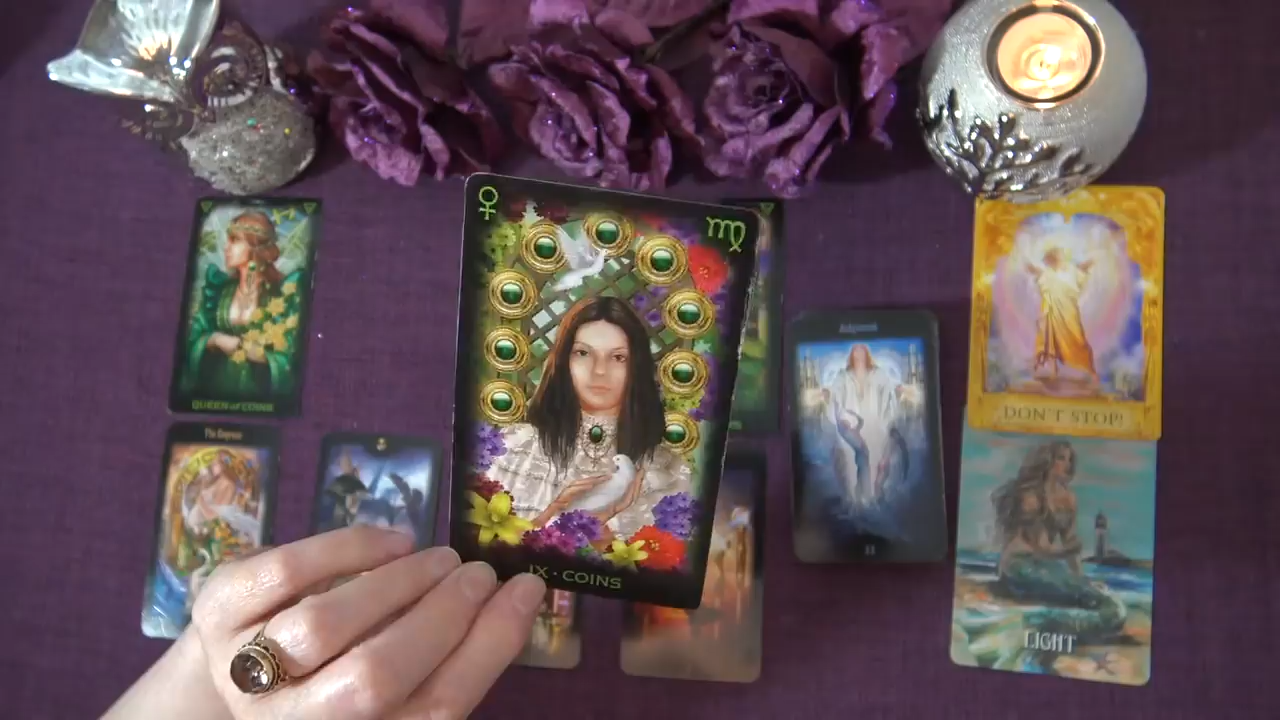 QUEEN of COINS
IX · COINS
Judgement
DON'T STOP!
The Empress
LIGHT